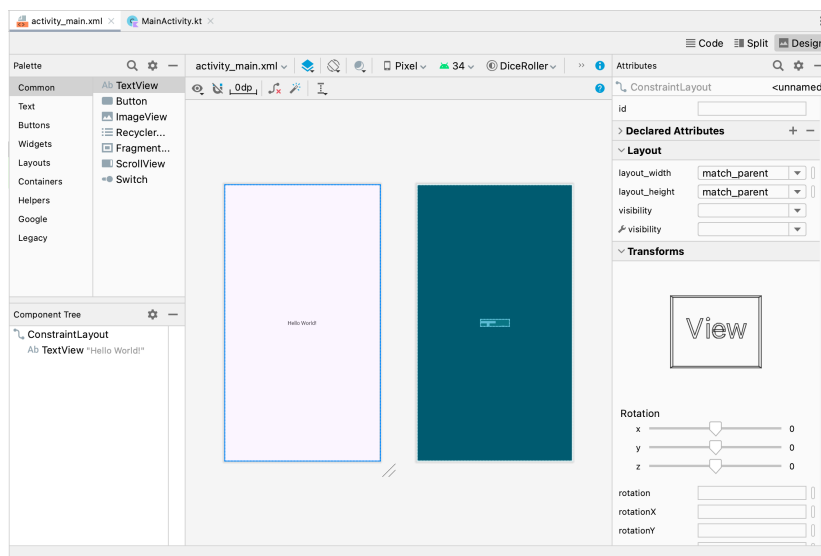 activity_main.xml
MainActivity.kt
Code
Split
Design
Palette
Common
Text
Buttons
Widgets
Layouts
Containers
Helpers
Google
Legacy
Ab TextView
Button
ImageView
Recycler...
Fragment...
ScrollView
Switch
Component Tree
ConstraintLayout
Ab TextView "Hello World!"
activity_main.xml
Pixel
34
DiceRoller
0dp
Hello World!
Attributes
ConstraintLayout
<unnamed
id
Declared Attributes
Layout
layout_width
match_parent
layout_height
match_parent
visibility
visibility
Transforms
View
Rotation
x
0
y
0
z
0
rotation
rotationX
rotationY